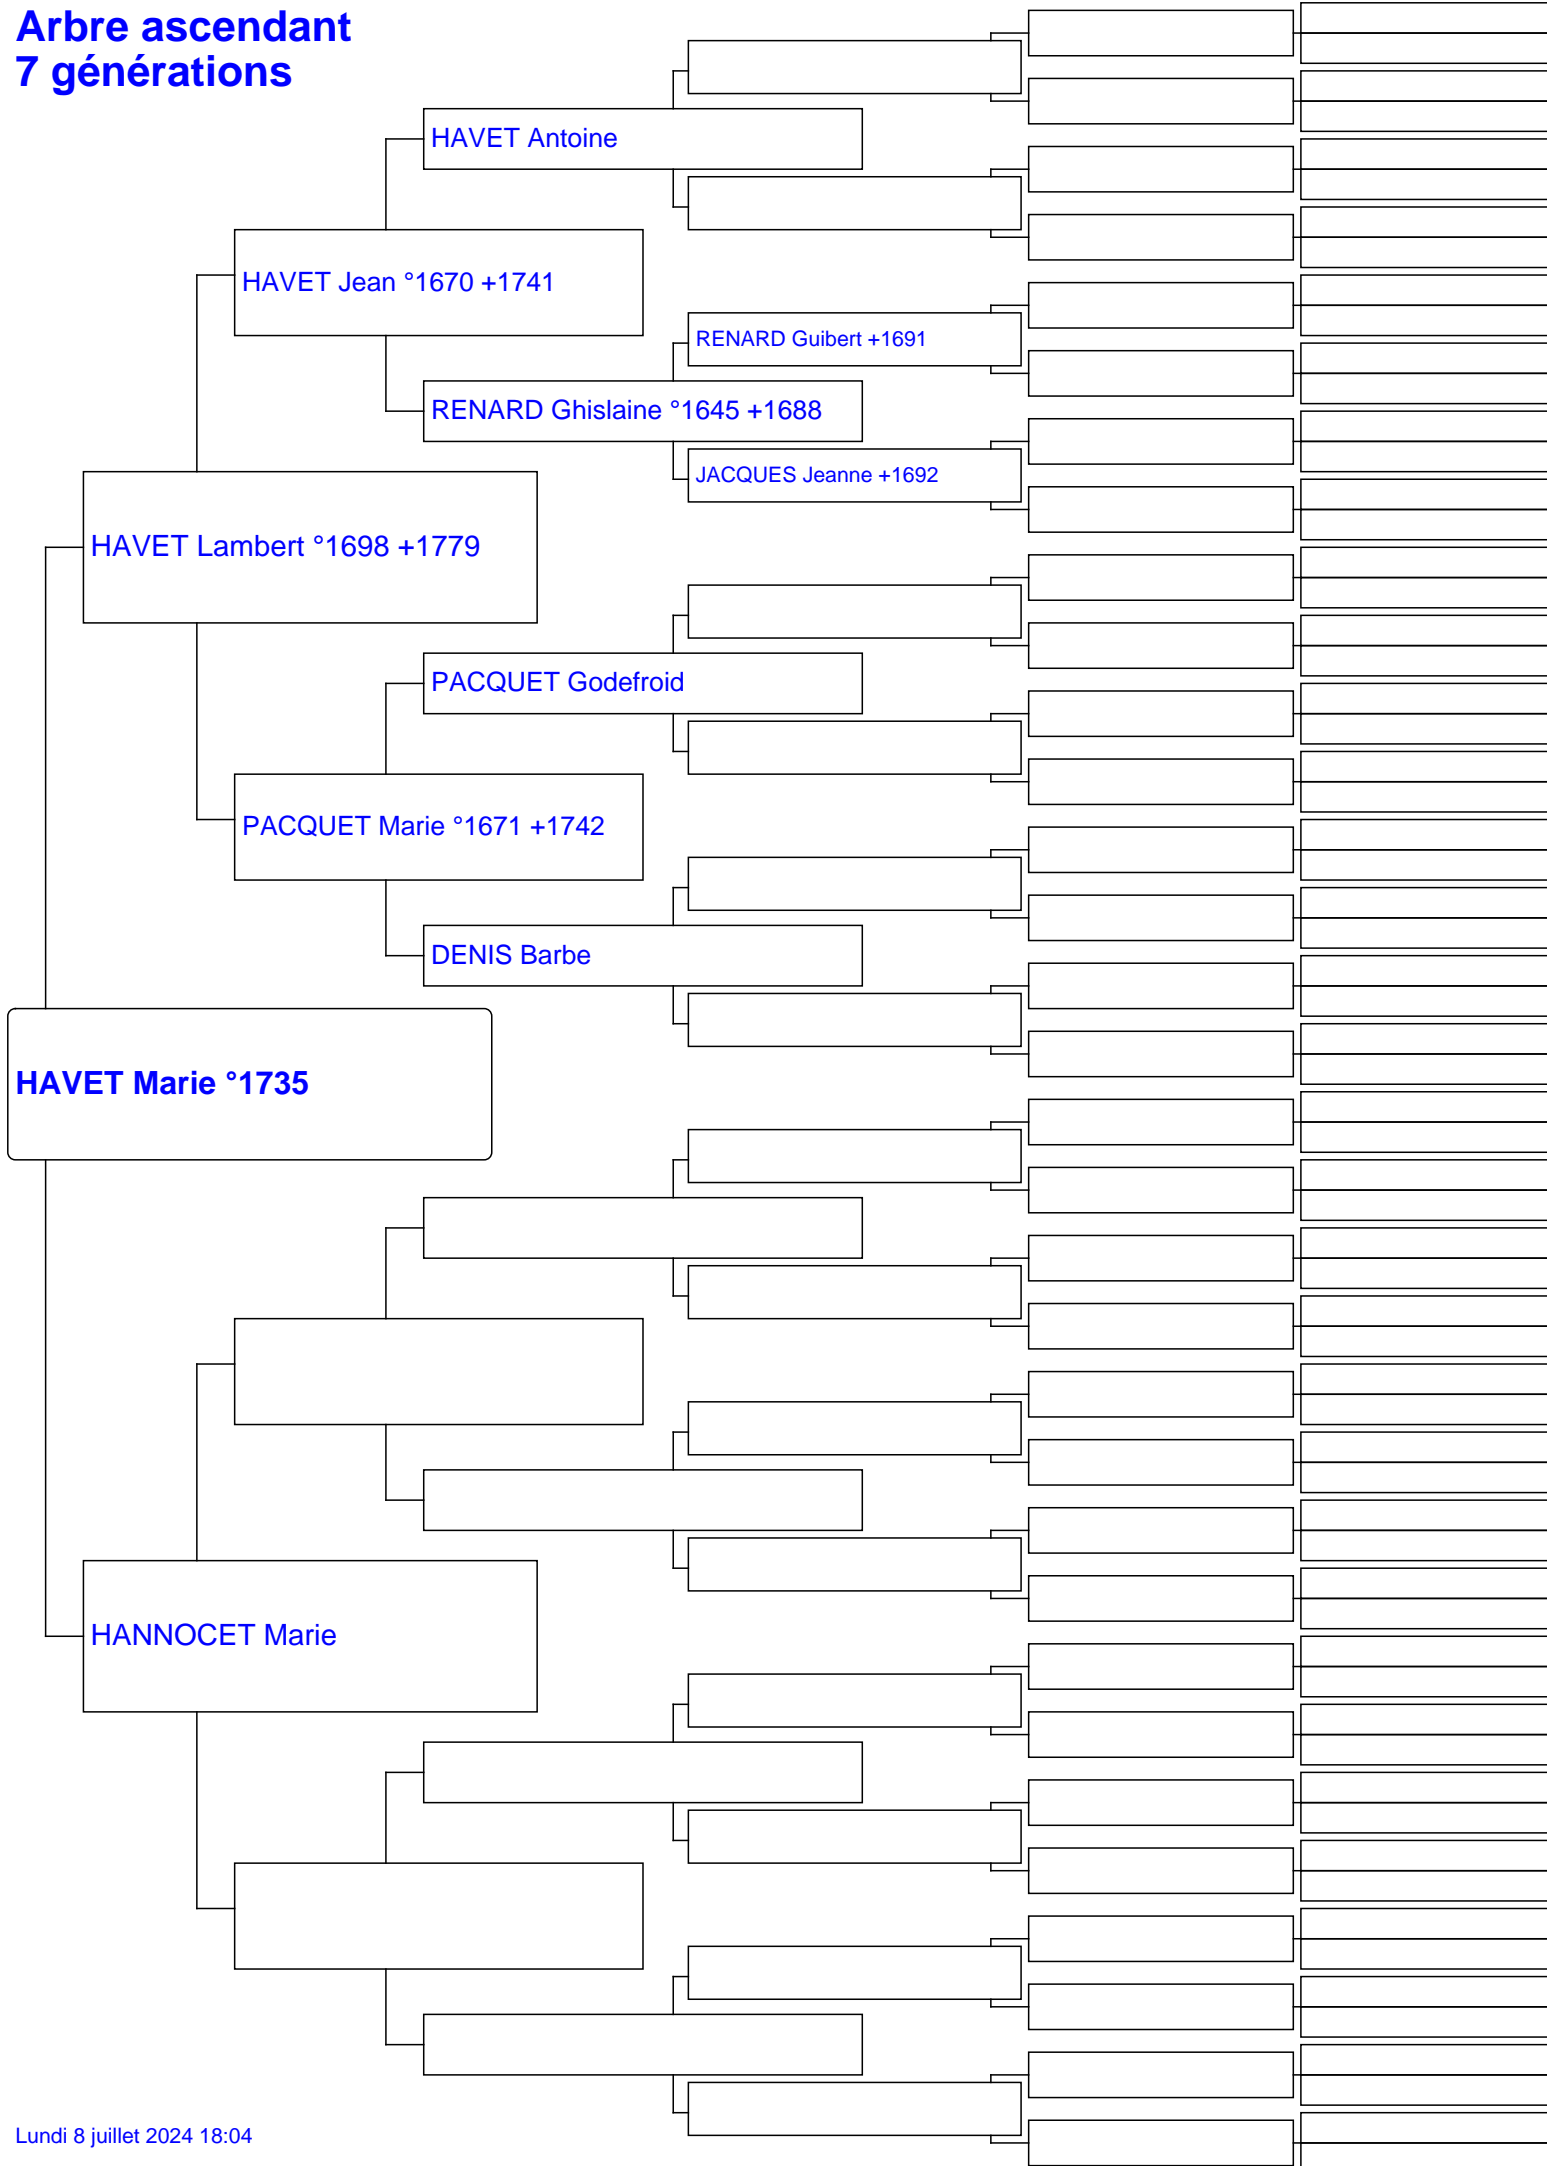 Arbre ascendant
7 générations
HAVET Antoine
HAVET Jean °1670 +1741
RENARD Guibert +1691
RENARD Ghislaine °1645 +1688
JACQUES Jeanne +1692
HAVET Lambert °1698 +1779
PACQUET Godefroid
PACQUET Marie °1671 +1742
DENIS Barbe
HAVET Marie °1735
HANNOCET Marie
Lundi 8 juillet 2024 18:04